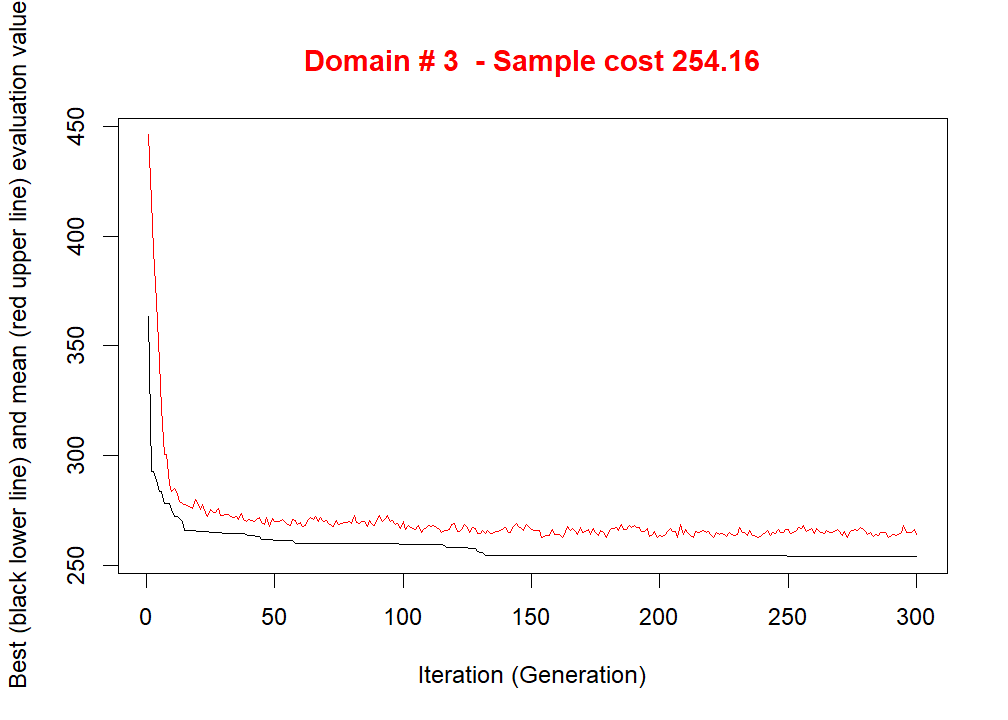 Domain # 3  - Sample cost 254.16
Best (black lower line) and mean (red upper line) evaluation value
450
400
350
300
250
0 50 100 150 200 250 300
Iteration (Generation)